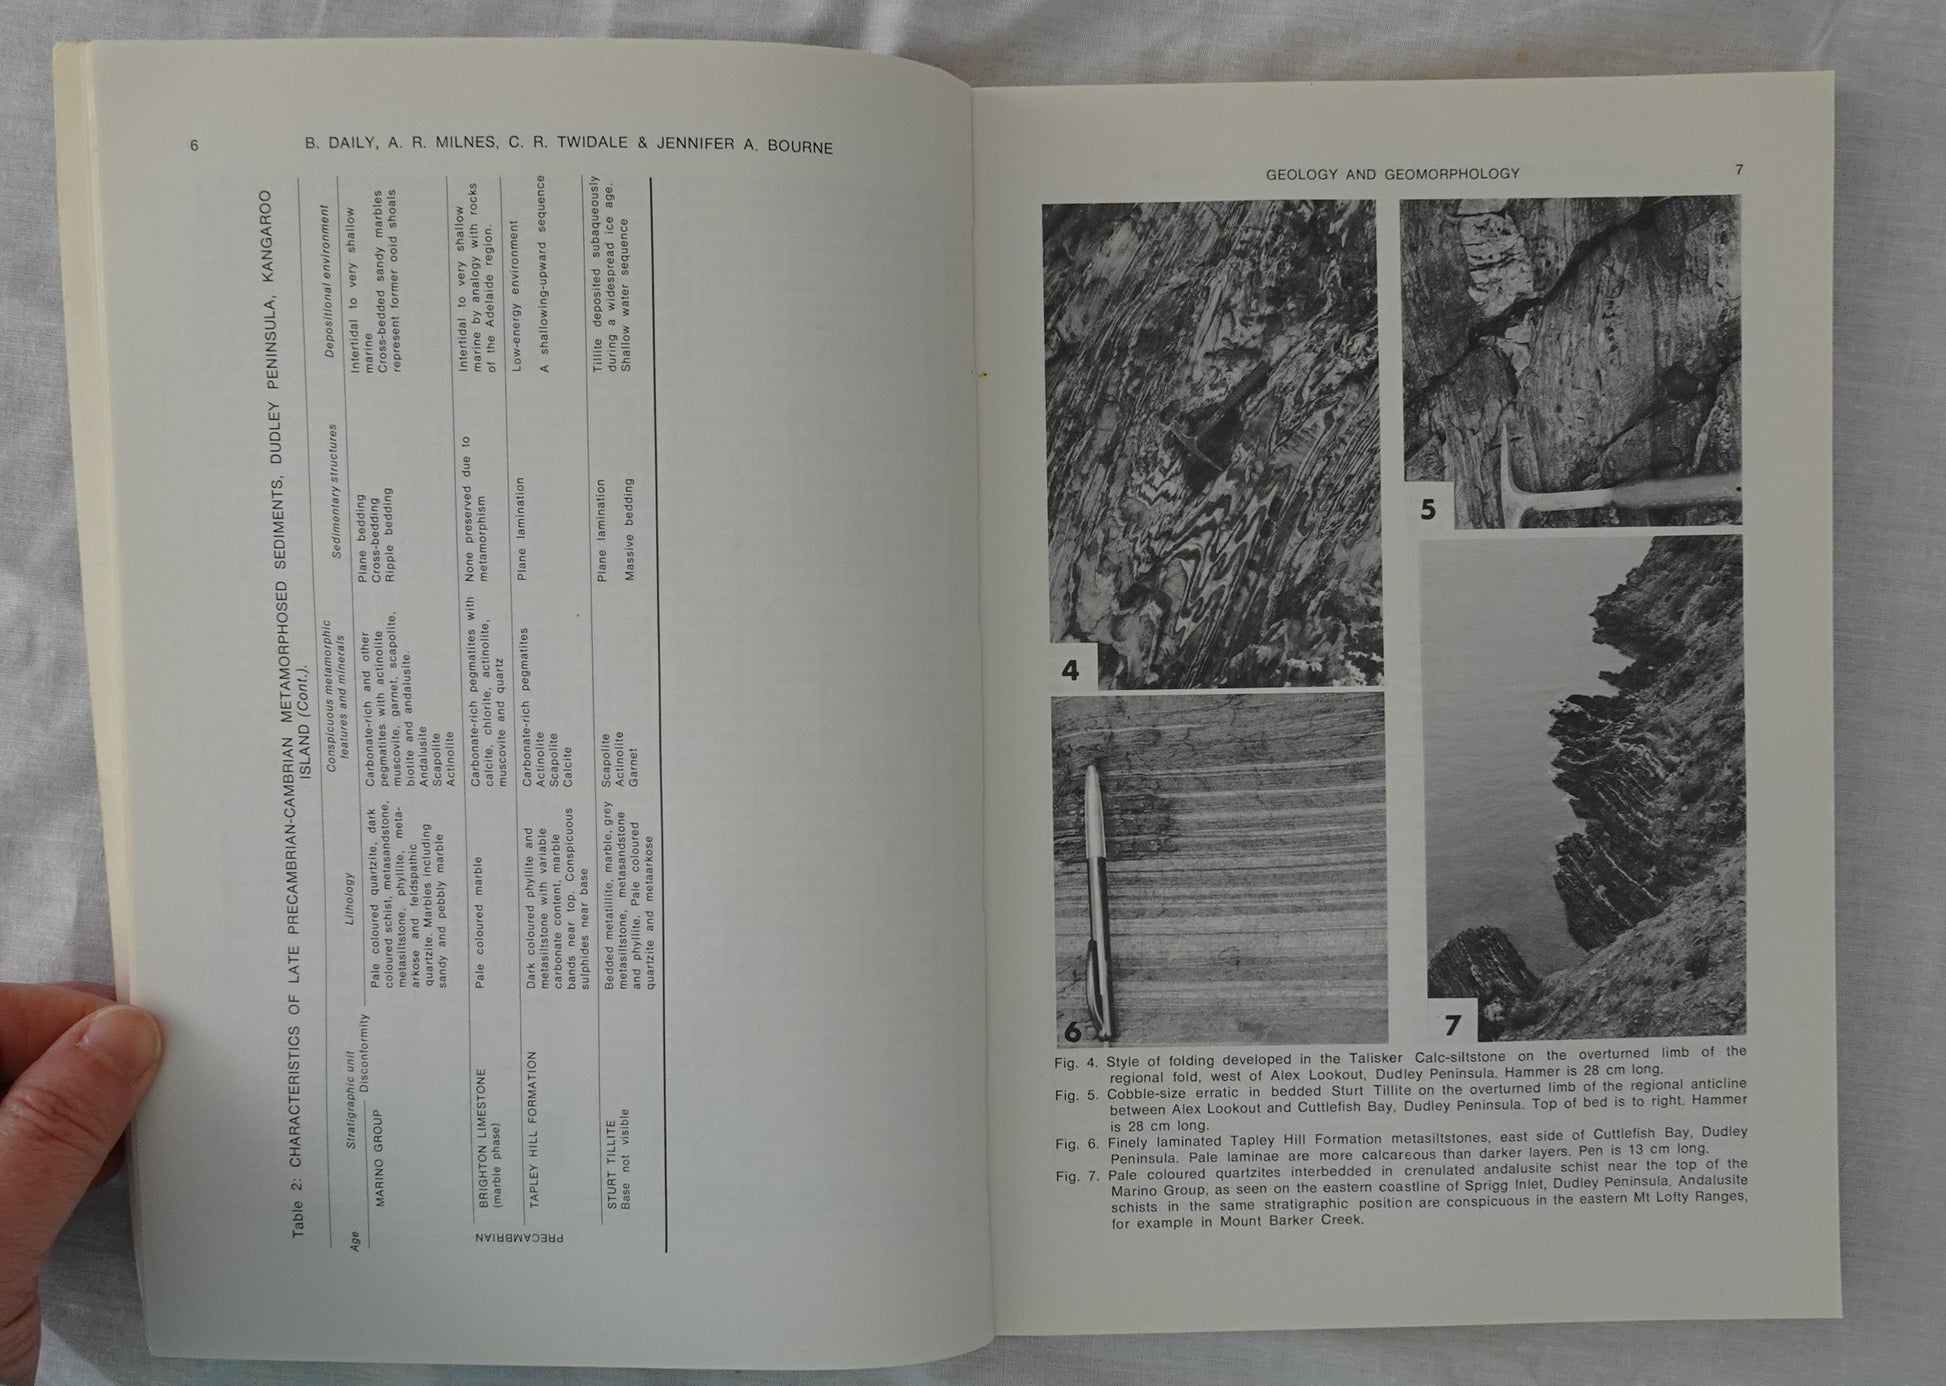 6
B. DAILY, A. R. MILNES, C. R. TWIDALE & JENNIFER A. BOURNE
Table 2: CHARACTERISTICS OF LATE PRECAMBRIAN-CAMBRIAN METAMORPHOSED SEDIMENTS, DUDLEY PENINSULA, KANGAROO
ISLAND (Cont.).
Age
Stratigraphic unit
Lithology
Conspicuous metamorphic
features and minerals
Sedimentary structures
Depositional environment
PRECAMBRIAN
Disconformity
MARINO GROUP
Pale coloured quartzite, dark
coloured schist, metasandstone,
metasiltstone, phyllite, meta-
arkose and feldspathic
quartzite. Marbles including
sandy and pebbly marble
Carbonate-rich and other
pegmatites with actinolite
muscovite, garnet, scapolite,
biotite and andalusite.
Andalusite
Scapolite
Actinolite
Plane bedding
Cross-bedding
Ripple bedding
Intertidal to very shallow
marine
Cross-bedded sandy marbles
represent former ooid shoals
BRIGHTON LIMESTONE
(marble phase)
Pale coloured marble
Carbonate-rich pegmatites with
calcite, chlorite, actinolite,
muscovite and quartz
None preserved due to
metamorphism
Intertidal to very shallow
marine by analogy with rocks
of the Adelaide region.
TAPLEY HILL FORMATION
Dark coloured phyllite and
metasiltstone with variable
carbonate content, marble
bands near top. Conspicuous
sulphides near base
Carbonate-rich pegmatites
Actinolite
Scapolite
Calcite
Plane lamination
Low-energy environment
A shallowing-upward sequence
STURT TILLITE
Base not visible
Bedded metatillite, marble, grey
metasiltstone, metasandstone
and phyllite. Pale coloured
quartzite and metaarkose
Scapolite
Actinolite
Garnet
Plane lamination
Massive bedding
Tillite deposited subaqueously
during a widespread ice age.
Shallow water sequence
GEOLOGY AND GEOMORPHOLOGY
7
4
5
6
7
Fig. 4. Style of folding developed in the Talisker Calc-siltstone on the overturned limb of the
regional fold, west of Alex Lookout, Dudley Peninsula. Hammer is 28 cm long.
Fig. 5. Cobble-size erratic in bedded Sturt Tillite on the overturned limb of the regional anticline
between Alex Lookout and Cuttlefish Bay, Dudley Peninsula. Top of bed is to right. Hammer
is 28 cm long.
Fig. 6. Finely laminated Tapley Hill Formation metasiltstones, east side of Cuttlefish Bay, Dudley
Peninsula. Pale laminae are more calcareous than darker layers. Pen is 13 cm long.
Fig. 7. Pale coloured quartzites interbedded in crenulated andalusite schist near the top of the
Marino Group, as seen on the eastern coastline of Sprigg Inlet, Dudley Peninsula. Andalusite
schists in the same stratigraphic position are conspicuous in the eastern Mt Lofty Ranges,
for example in Mount Barker Creek.